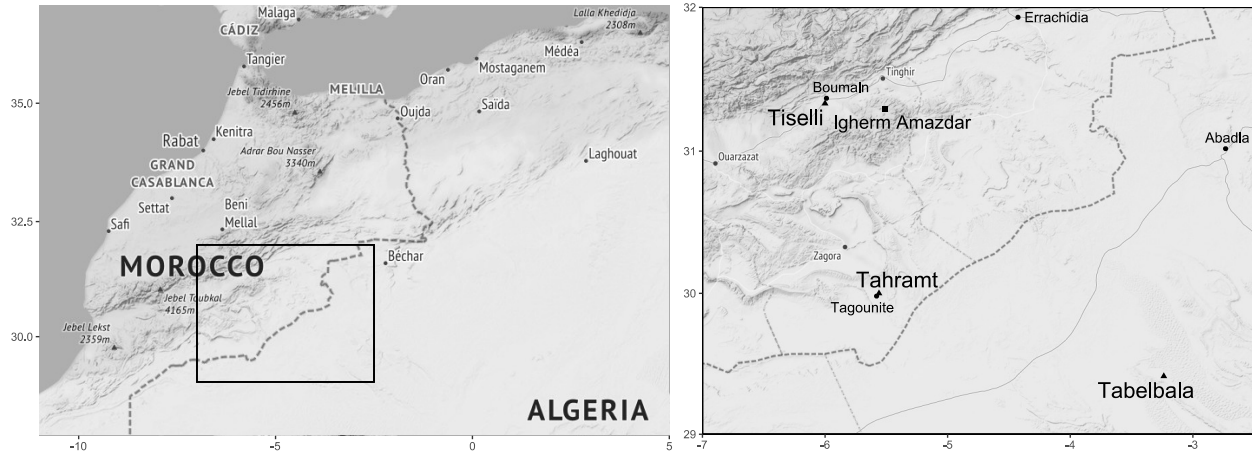 Malaga
CÁDIZ
Tangier
Jebel Tidirhine
2456m
MELILLA
Oran
Mostaganem
Médéa
Lalla Khedidja
2308m
Saïda
Oujda
Kenitra
Rabat
Adrar Bou Nasser
3340m
Laghouat
GRAND
CASABLANCA
Settat
Beni
Mellal
Safi
Béchar
MOROCCO
Jebel Toubkal
4165m
Jebel Lekst
2359m
ALGERIA
35.0
32.5
30.0
-10
-5
0
5
32
31
30
29
-7
-6
-5
-4
-3
Errachidia
Tinghir
Boumaln
Tiselli
Igherm Amazdar
Ouarzazat
Abadla
Zagora
Tahramt
Tagounite
Tabelbala